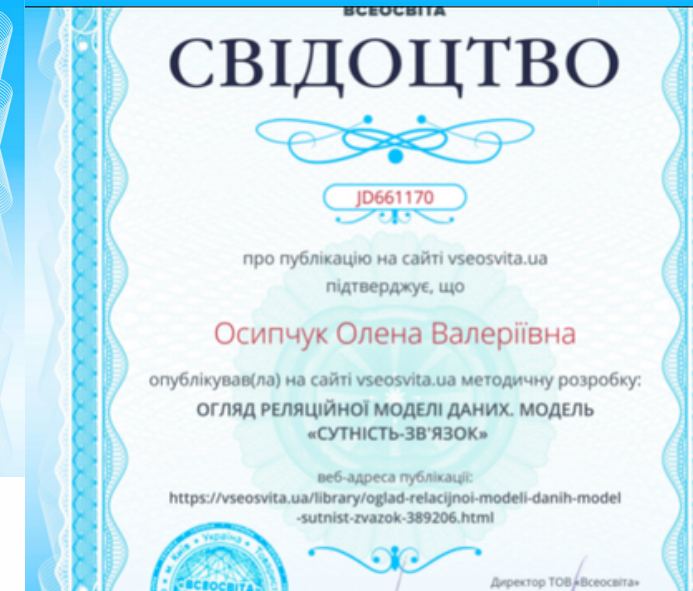 ВСЕОСВІТА
СВІДОЦТВО
JD661170
про публікацію на сайті vseosvita.ua
підтверджує, що
Осипчук Олена Валеріївна
опублікував(ла) на сайті vseosvita.ua методичну розробку:
ОГЛЯД РЕЛЯЦІЙНОЇ МОДЕЛІ ДАНИХ. МОДЕЛЬ
«СУТНІСТЬ-ЗВ'ЯЗОК»
веб-адреса публікації:
https://vseosvita.ua/library/oglad-relacijnoi-modeli-danih-model
-sutnist-zvazok-389206.html
м. Київ * Україна *
ВСЕОСВІТА
Директор ТОВ «Всеосвіта»